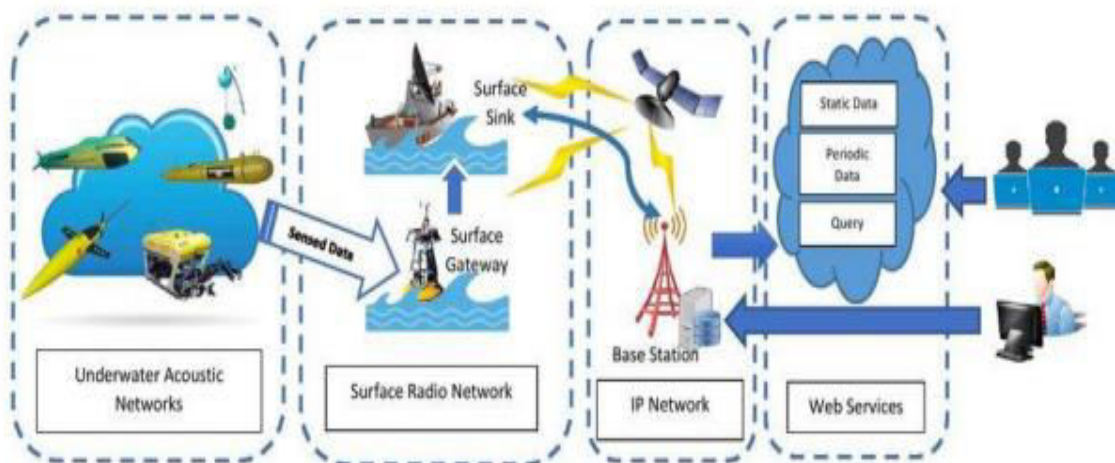 Surface
Sink
Sensed Data
Surface
Gateway
Base Station
Static Data
Periodic
Data
Query
Underwater Acoustic
Networks
Surface Radio Network
IP Network
Web Services